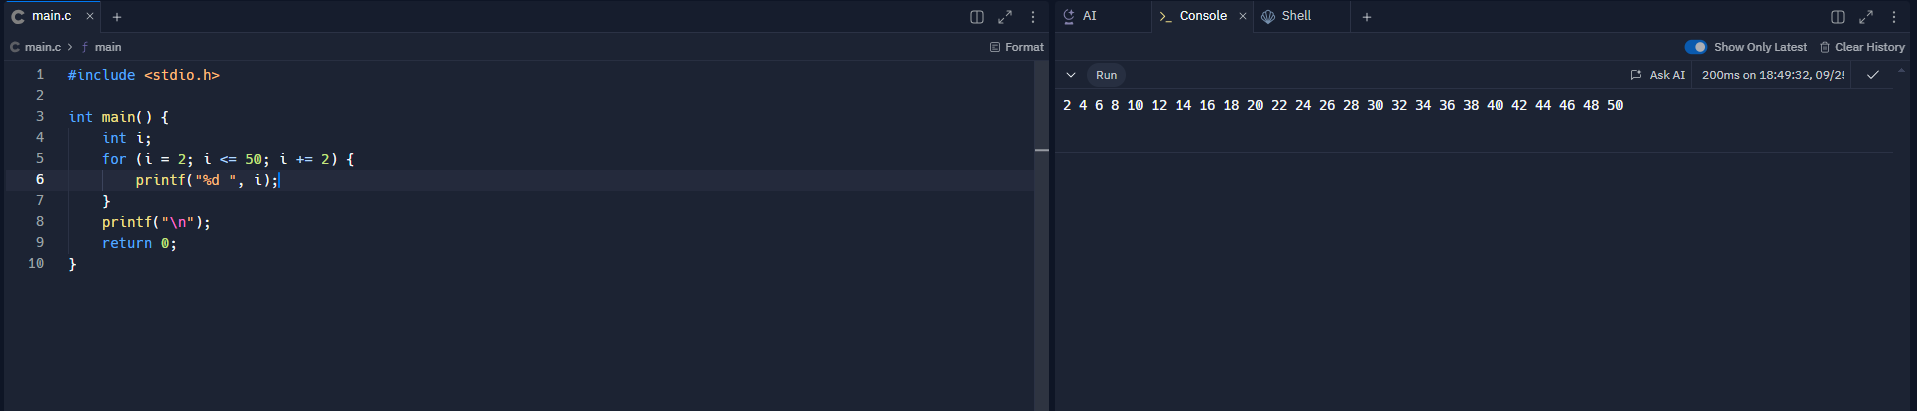 main.c
main.c > f main
Format
1 #include <stdio.h>
2
3 int main() {
4     int i;
5     for (i = 2; i <= 50; i += 2) {
6         printf("%d ", i);
7     }
8     printf("\n");
9     return 0;
10 }
AI Console Shell
Show Only Latest Clear History
Run Ask AI 200ms on 18:49:32, 09/2
2 4 6 8 10 12 14 16 18 20 22 24 26 28 30 32 34 36 38 40 42 44 46 48 50